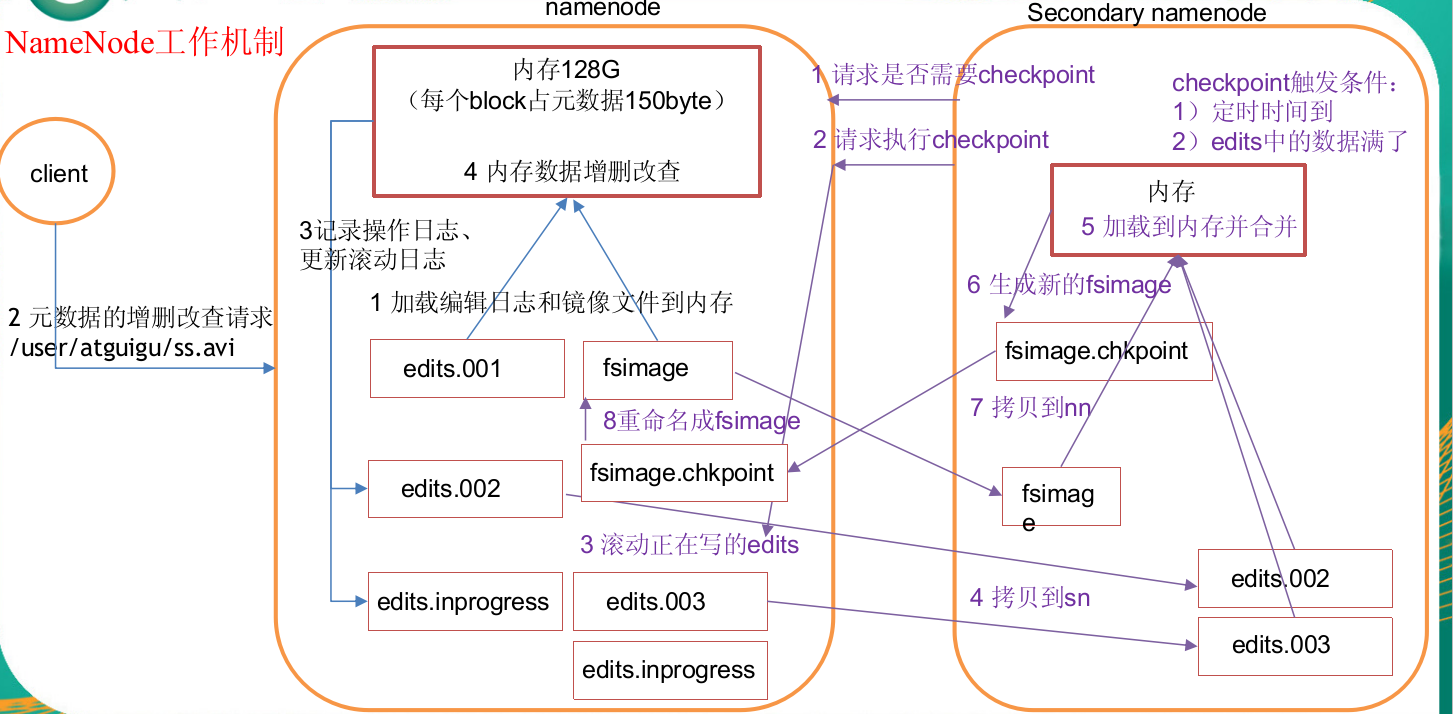 namenode
Secondary namenode
NameNode工作机制
内存128G
（每个block占元数据150byte）
4 内存数据增删改查
1 请求是否需要checkpoint
2 请求执行checkpoint
checkpoint触发条件：
1）定时时间到
2）edits中的数据满了
client
内存
5 加载到内存并合并
3记录操作日志、
更新滚动日志
6 生成新的fsimage
1 加载编辑日志和镜像文件到内存
2 元数据的增删改查请求
/user/atguigu/ss.avi
edits.001
fsimage
fsimage.chkpoint
8重命名成fsimage
7 拷贝到nn
edits.002
fsimage.chkpoint
fsimag
e
3 滚动正在写的edits
edits.002
edits.inprogress
edits.003
4 拷贝到sn
edits.003
edits.inprogress